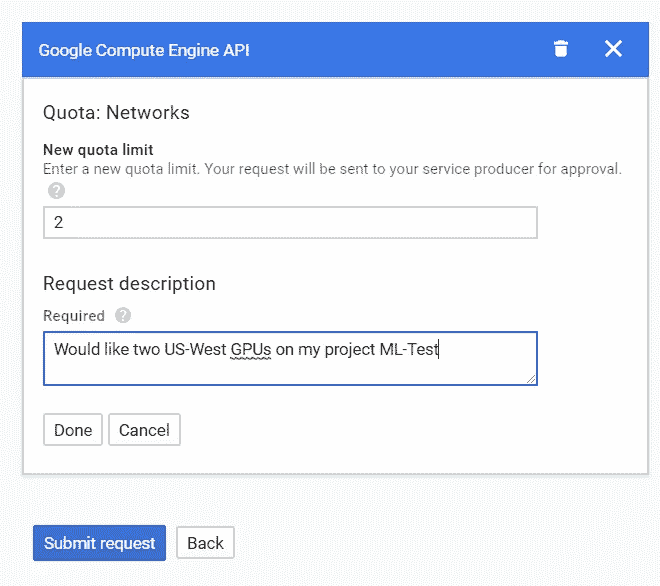 Google Compute Engine API
Quota: Networks
New quota limit
Enter a new quota limit. Your request will be sent to your service producer for approval.
?
2
Request description
Required ?
Would like two US-West GPUs on my project ML-Test
Done Cancel
Submit request Back